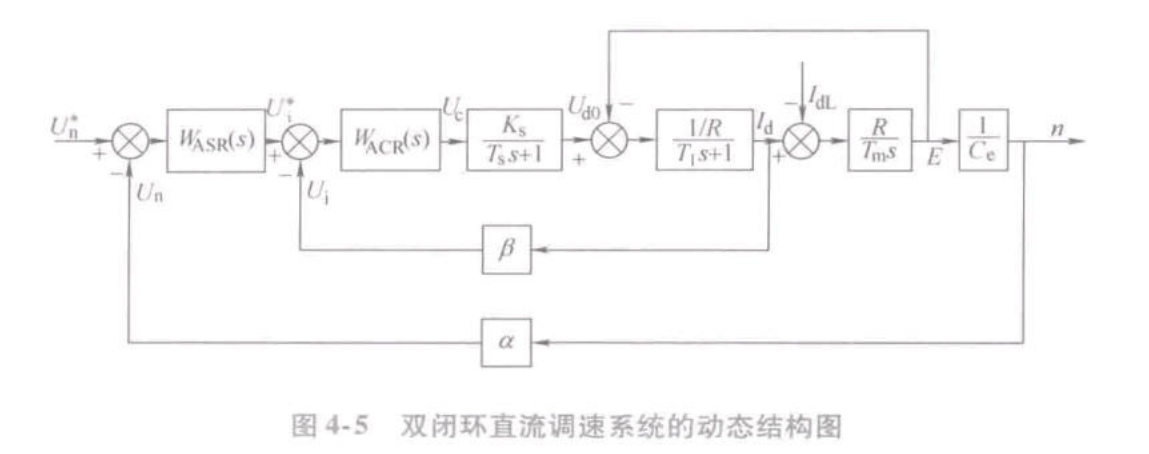 U*n
+
−
Un
WASR(s)
U*i
+
−
Ui
WACR(s)
Uc
Ks
Tss+1
Ud0
+
−
1/R
Tls+1
Id
+
−
IdL
R
Tms
E
1
Ce
n
β
α
图 4-5 双闭环直流调速系统的动态结构图